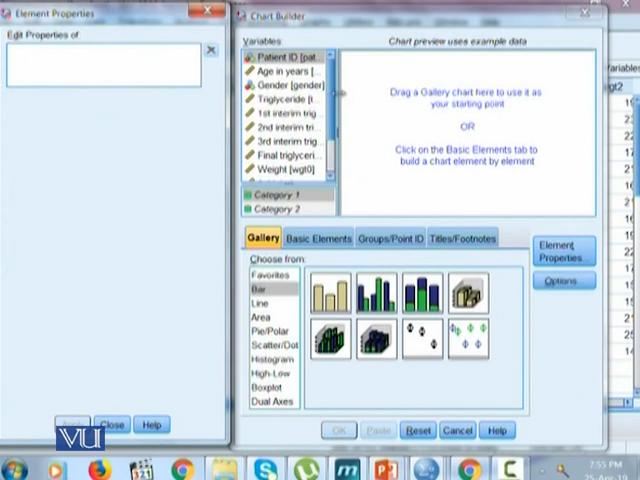 Element Properties
Edit Properties of
Apply
Close
Help
Chart Builder
Variables
Chart preview uses example data
Patient ID [pat...
Age in years [...
Gender [gender]
Triglyceride [t...
1st interim trig...
2nd interim tri...
3rd interim trig...
Final triglyceri...
Weight [wgt0]
Category 1
Category 2
Drag a Gallery chart here to use it as
your starting point
OR
Click on the Basic Elements tab to
build a chart element by element
Gallery
Basic Elements
Groups/Point ID
Titles/Footnotes
Choose from:
Favorites
Bar
Line
Area
Pie/Polar
Scatter/Dot
Histogram
High-Low
Boxplot
Dual Axes
Element
Properties...
Options
OK
Paste
Reset
Cancel
Help
Variables
gt2
VU
321
7:55 PM
25-Apr-19